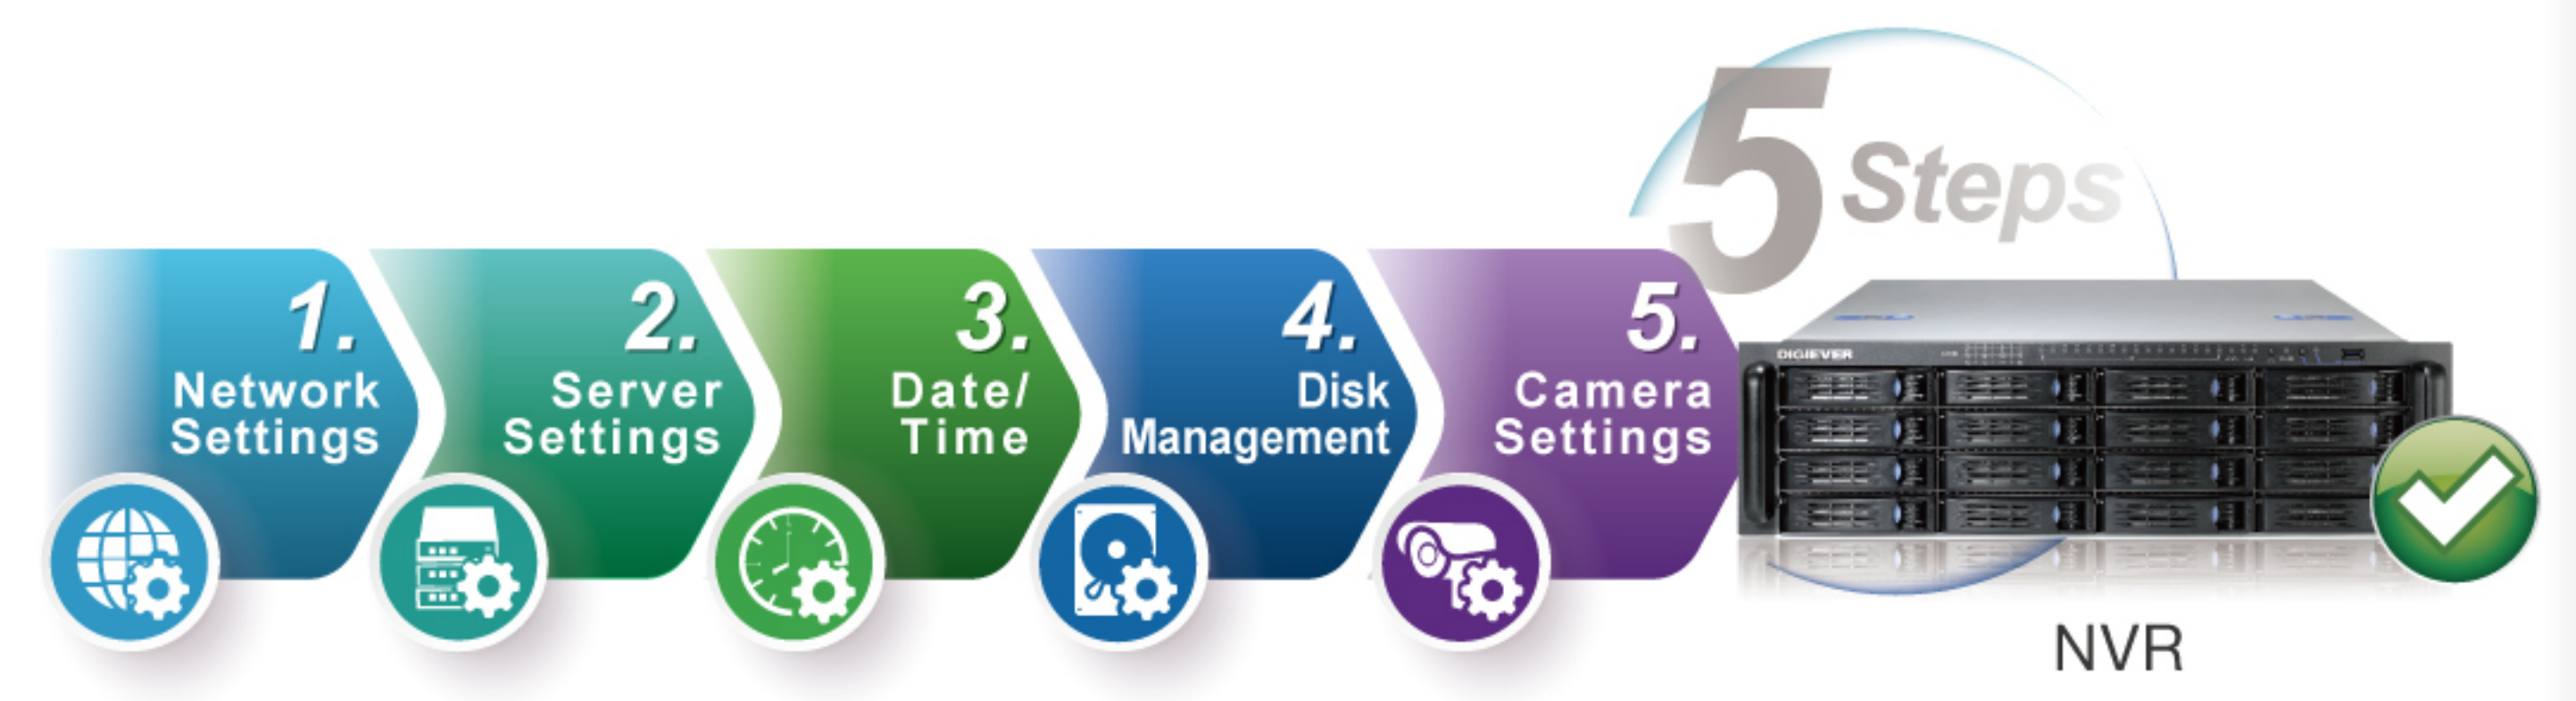 1.
Network
Settings
2.
Server
Settings
3.
Date/
Time
4.
Disk
Management
5.
Camera
Settings
5 Steps
DIGIEVER
NVR